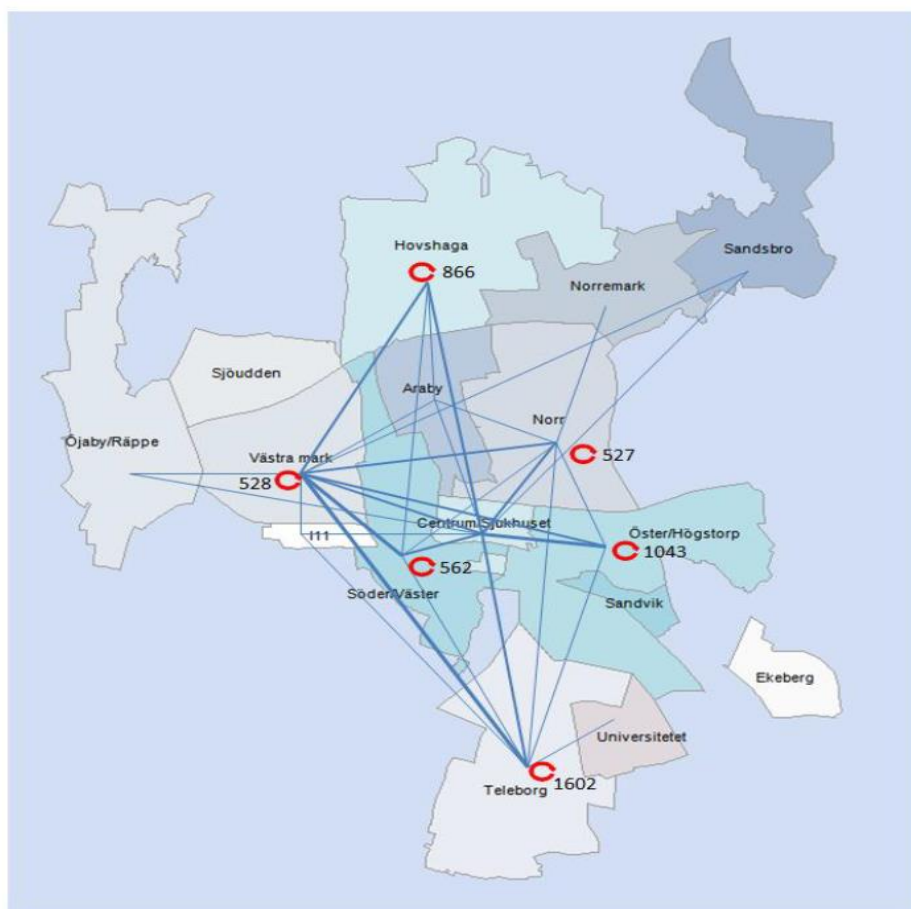 Hovshaga
866
Sandsbro
Norremark
Sjöudden
Araby
Norr
527
Öjaby/Räppe
Västra mark
528
Centrum/Sjukhuset
I11
Öster/Högstorp
1043
562
Söder/Väster
Sandvik
Ekeberg
Universitetet
Teleborg
1602